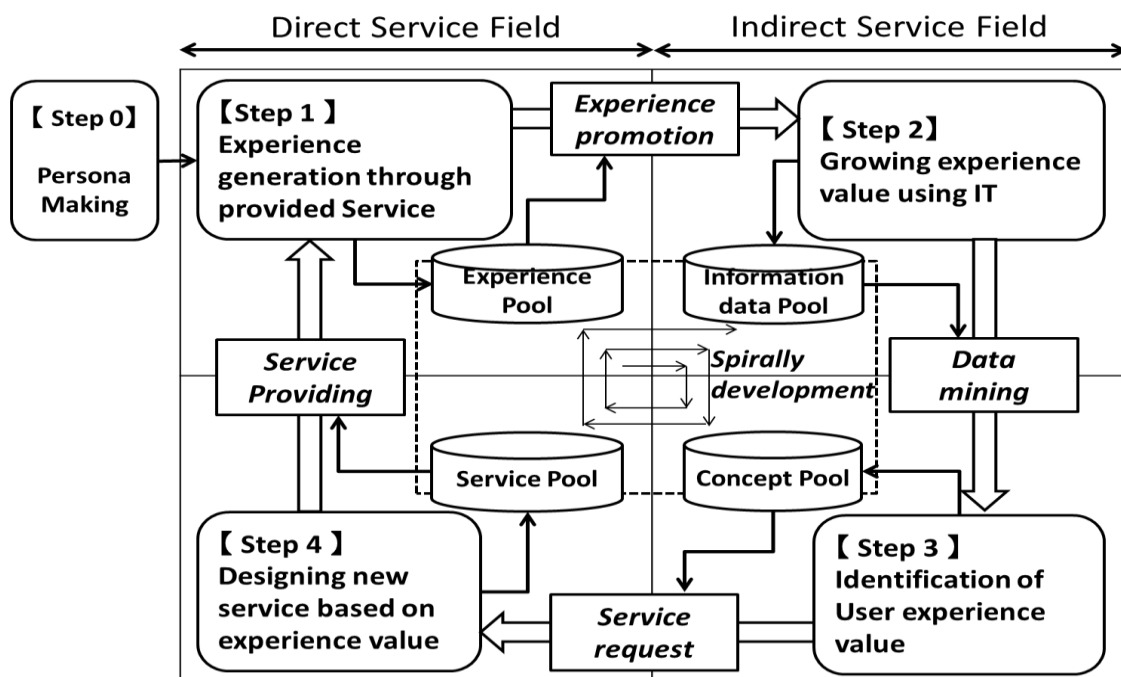 Direct Service Field
Indirect Service Field
【 Step 0】
Persona
Making
【Step 1 】
Experience
generation through
provided Service
Experience
promotion
【 Step 2】
Growing experience
value using IT
Experience
Pool
Information
data Pool
Service
Providing
Spirally
development
Data
mining
Service Pool
Concept Pool
【 Step 4 】
Designing new
service based on
experience value
Service
request
【 Step 3 】
Identification of
User experience
value